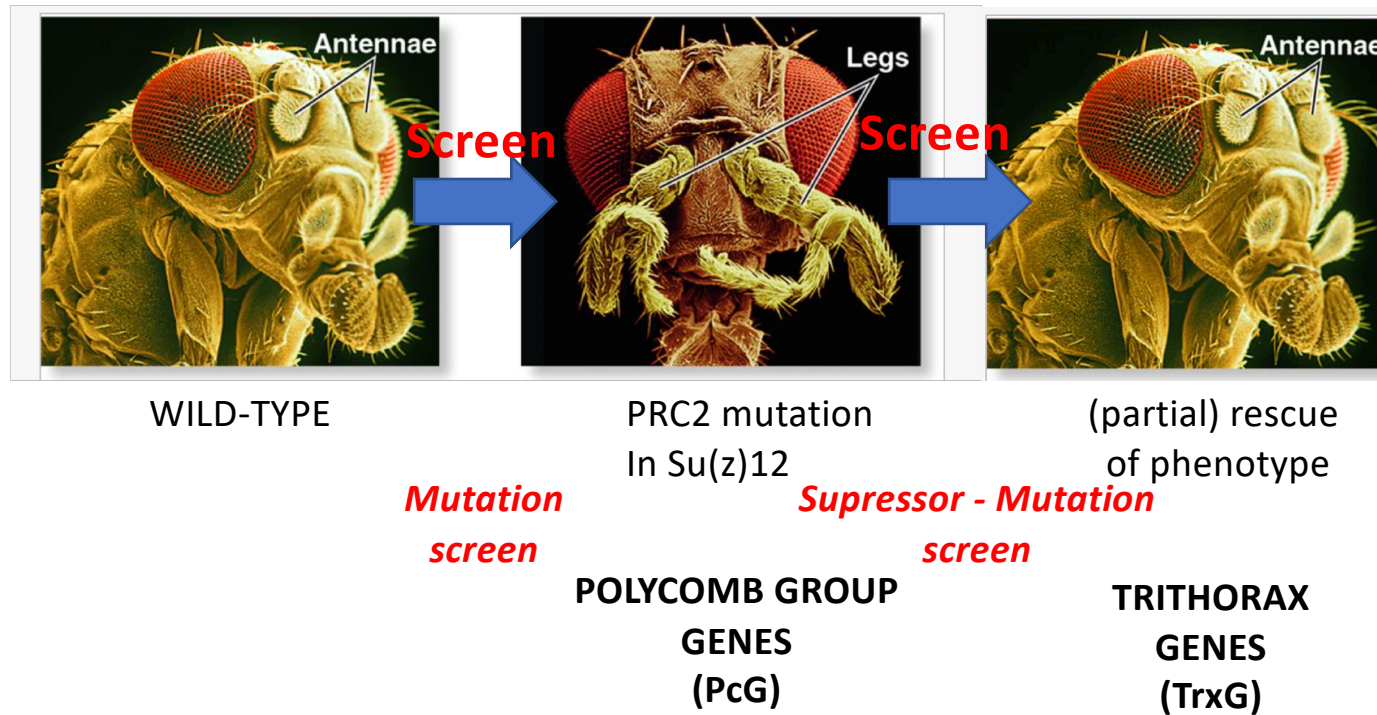 Antennae
Legs
Antennae
Screen
Screen
WILD-TYPE
PRC2 mutation
In Su(z)12
(partial) rescue
of phenotype
Mutation
screen
Supressor - Mutation
screen
POLYCOMB GROUP
GENES
(PcG)
TRITHORAX
GENES
(TrxG)